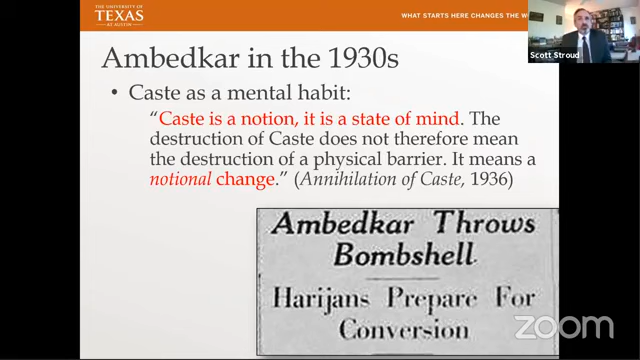 THE UNIVERSITY OF
TEXAS
AT AUSTIN
WHAT STARTS HERE CHANGES THE W
Scott Stroud
Ambedkar in the 1930s
• Caste as a mental habit:
“Caste is a notion, it is a state of mind. The
destruction of Caste does not therefore mean
the destruction of a physical barrier. It means a
notional change.” (Annihilation of Caste, 1936)
Ambedkar Throws
Bombshell
Harijans Prepare For
Conversion
zoom